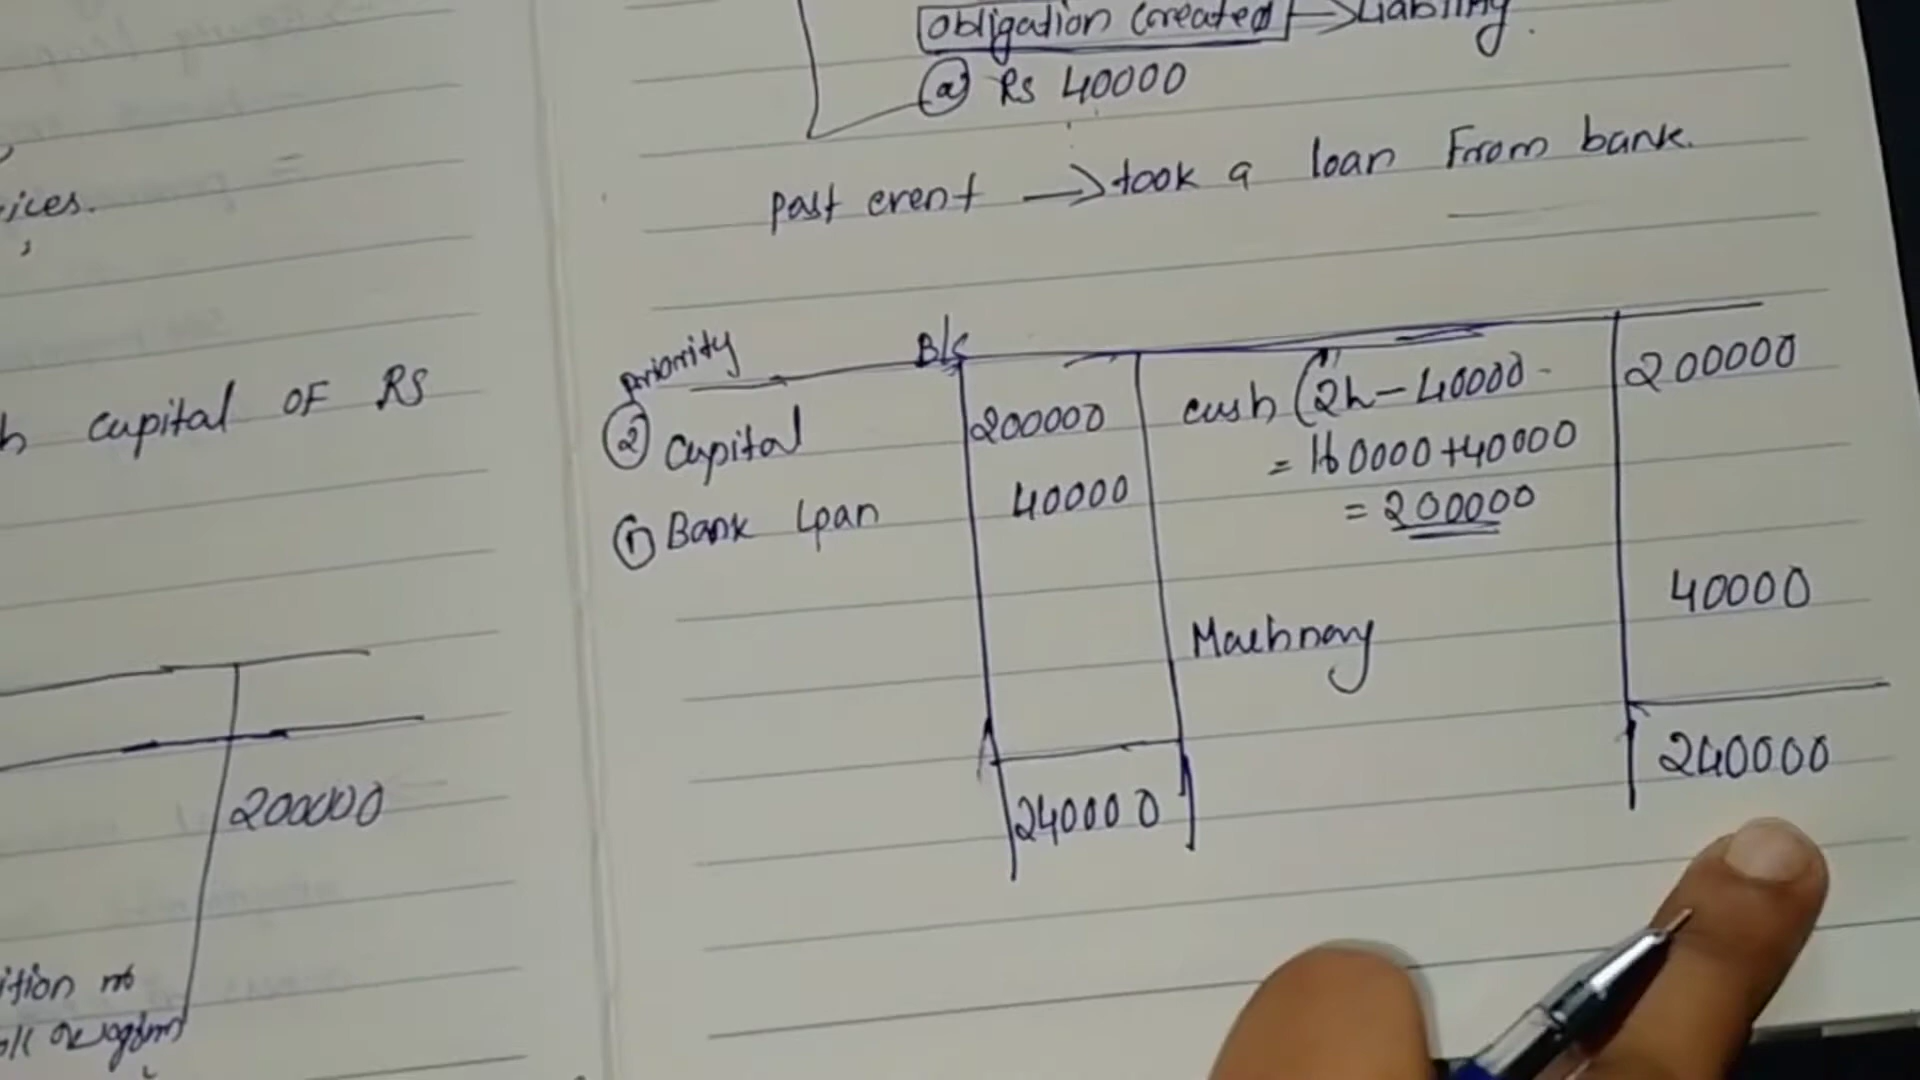 obligation created → Liability.
ⓐ Rs 40000
past event → took a loan From bank.
ices.
capital OF RS
200000
priority B/S
② Capital 200000 cash (2L - 40000 200000
= 160000 + 40000
① Bank Loan 40000 = 200000
Machnary 40000
240000 240000
ition